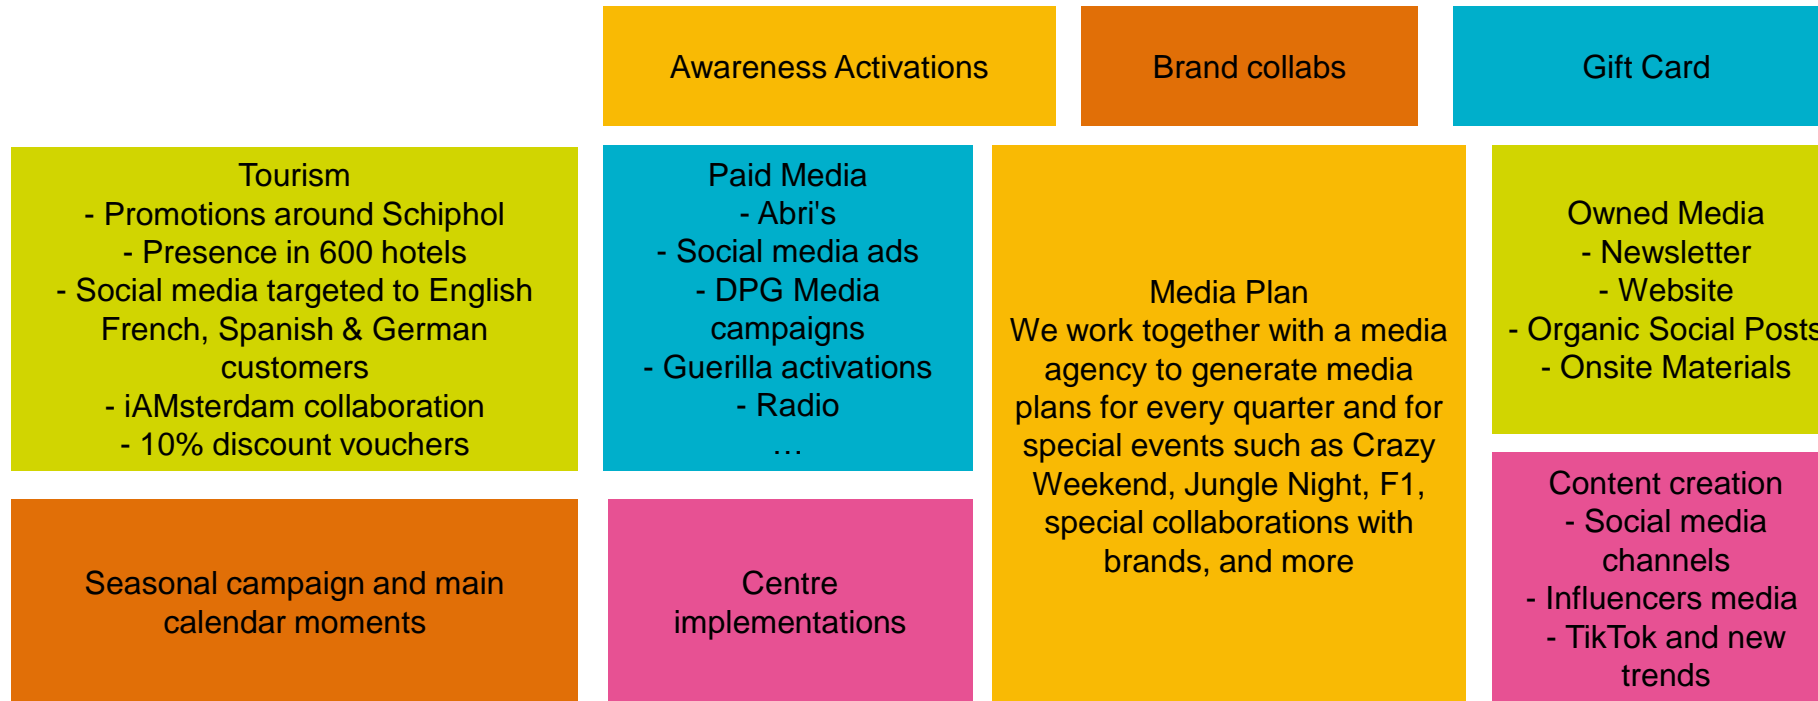 Awareness Activations
Brand collabs
Gift Card
Tourism
- Promotions around Schiphol
- Presence in 600 hotels
- Social media targeted to English
French, Spanish & German
customers
- iAMsterdam collaboration
- 10% discount vouchers
Paid Media
- Abri's
- Social media ads
- DPG Media
campaigns
- Guerilla activations
- Radio
…
Media Plan
We work together with a media
agency to generate media
plans for every quarter and for
special events such as Crazy
Weekend, Jungle Night, F1,
special collaborations with
brands, and more
Owned Media
- Newsletter
- Website
- Organic Social Posts
- Onsite Materials
Seasonal campaign and main
calendar moments
Centre
implementations
Content creation
- Social media
channels
- Influencers media
- TikTok and new
trends